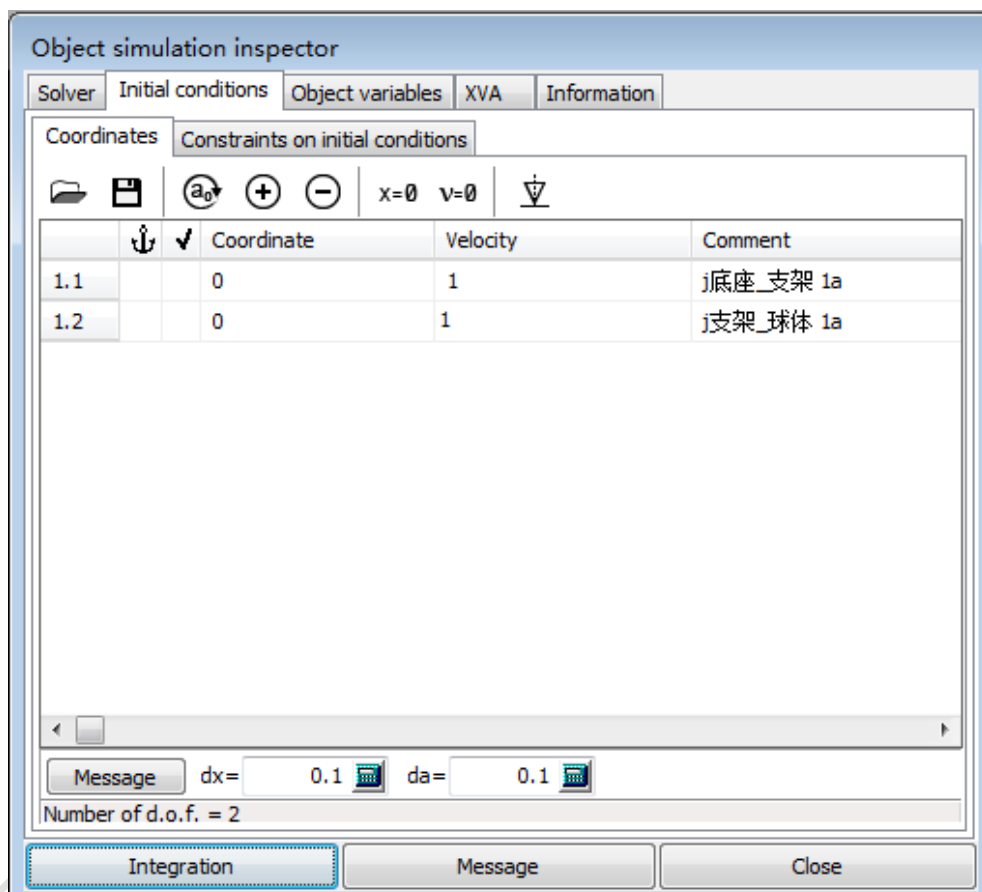 Object simulation inspector
Solver Initial conditions Object variables XVA Information
Coordinates Constraints on initial conditions
a₀ x=0 v=0
Coordinate Velocity Comment
1.1 0 1 j底座_支架 1a
1.2 0 1 j支架_球体 1a
Message dx= 0.1 da= 0.1
Number of d.o.f. = 2
Integration Message Close